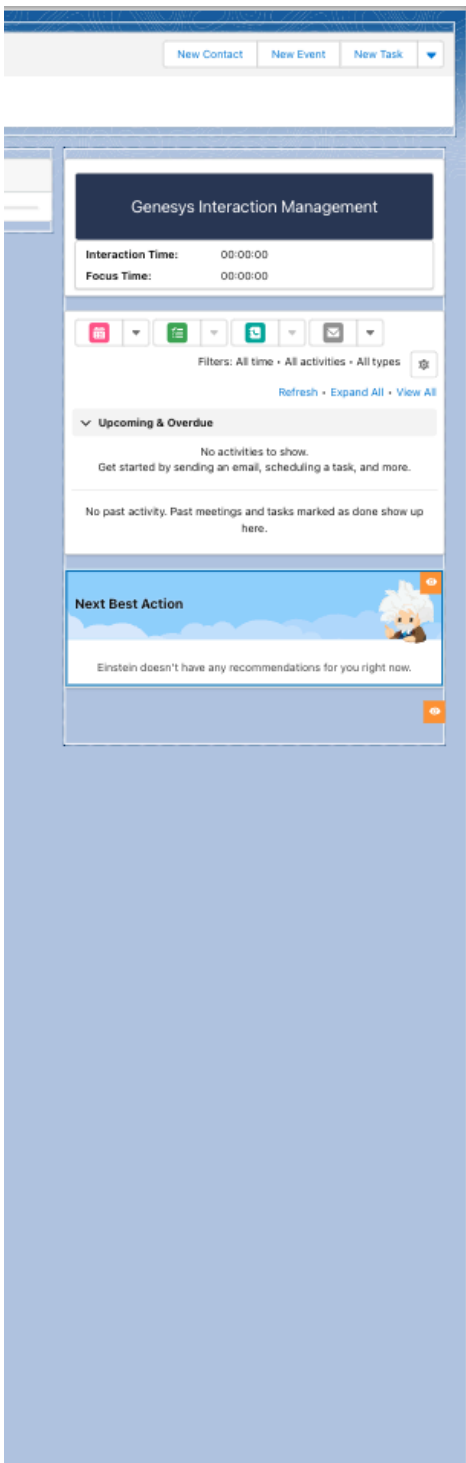 New Contact
New Event
New Task
Genesys Interaction Management
Interaction Time: 00:00:00
Focus Time: 00:00:00
Filters: All time • All activities • All types
Refresh • Expand All • View All
Upcoming & Overdue
No activities to show.
Get started by sending an email, scheduling a task, and more.
No past activity. Past meetings and tasks marked as done show up
here.
Next Best Action
Einstein doesn't have any recommendations for you right now.